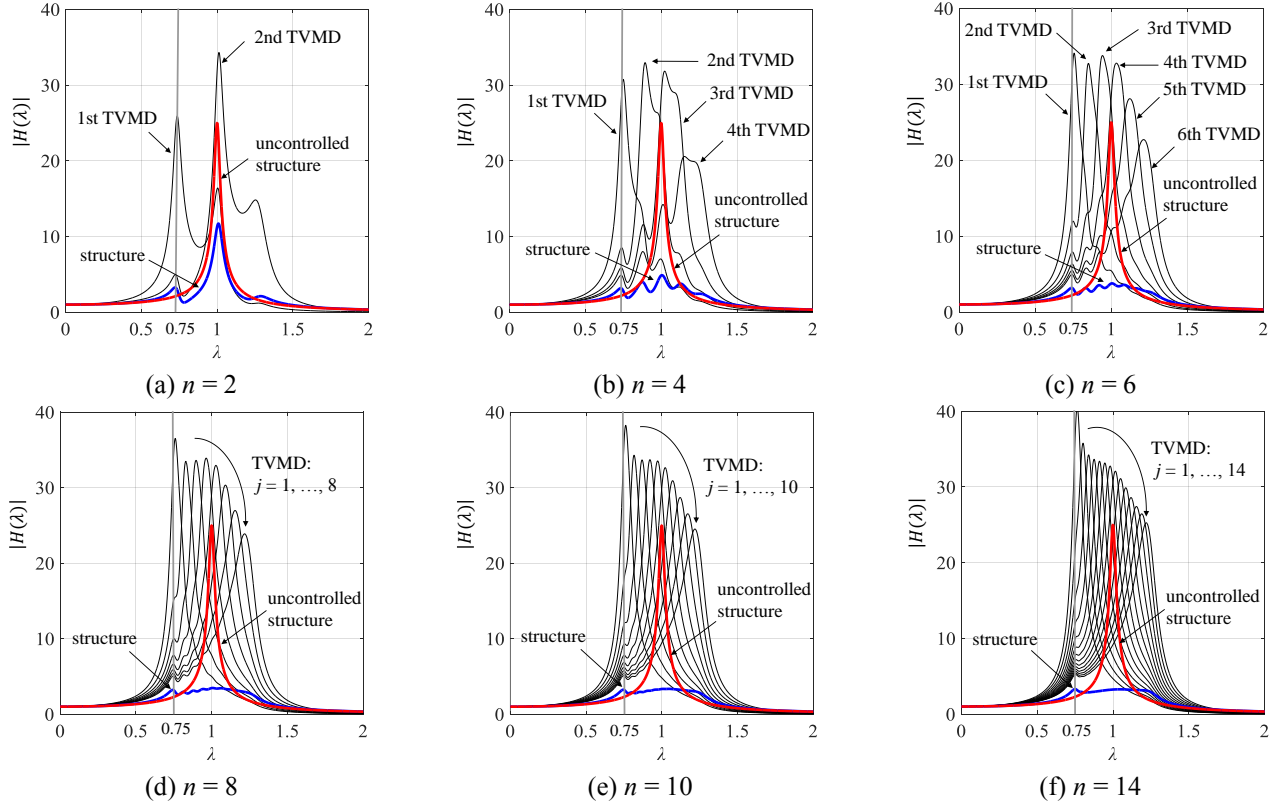 40
30
20
10
0
|H(λ)|
2nd TVMD
1st TVMD
uncontrolled
structure
structure
0 0.5 0.75 1 1.5 2
λ
(a) n = 2
40
30
20
10
0
|H(λ)|
2nd TVMD
1st TVMD
3rd TVMD
4th TVMD
uncontrolled
structure
structure
0 0.5 0.75 1 1.5 2
λ
(b) n = 4
40
30
20
10
0
|H(λ)|
2nd TVMD
3rd TVMD
4th TVMD
1st TVMD
5th TVMD
6th TVMD
uncontrolled
structure
structure
0 0.5 0.75 1 1.5 2
λ
(c) n = 6
40
30
20
10
0
|H(λ)|
TVMD:
j = 1, …, 8
uncontrolled
structure
structure
0 0.5 0.75 1 1.5 2
λ
(d) n = 8
40
30
20
10
0
|H(λ)|
TVMD:
j = 1, …, 10
uncontrolled
structure
structure
0 0.5 0.75 1 1.5 2
λ
(e) n = 10
40
30
20
10
0
|H(λ)|
TVMD:
j = 1, …, 14
uncontrolled
structure
structure
0 0.5 0.75 1 1.5 2
λ
(f) n = 14